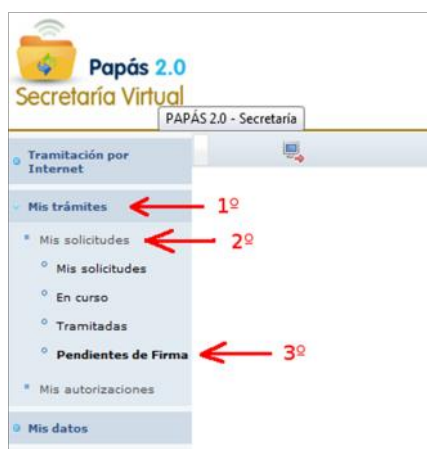 Papás 2.0
Secretaría Virtual
PAPÁS 2.0 - Secretaría
Tramitación por
Internet
Mis trámites 1º
Mis solicitudes 2º
Mis solicitudes
En curso
Tramitadas
Pendientes de Firma 3º
Mis autorizaciones
Mis datos